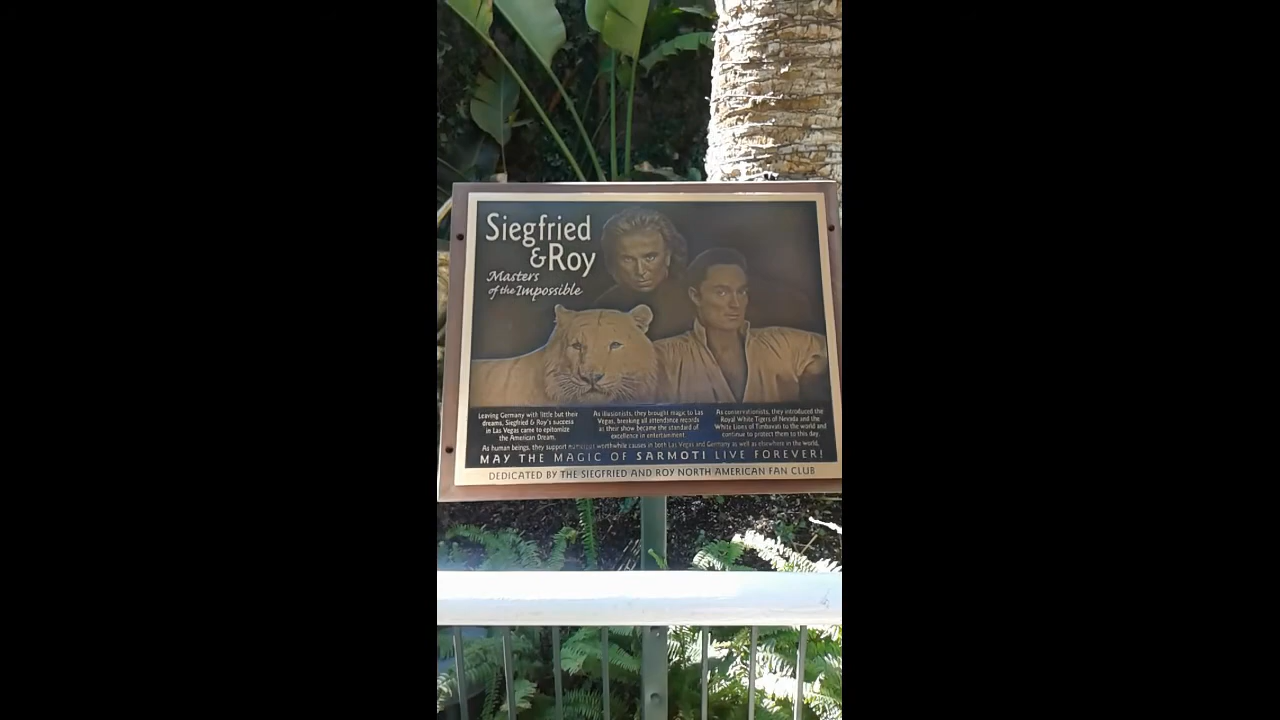 Siegfried
&Roy
Masters
of the Impossible
Leaving Germany with little but their
dreams, Siegfried & Roy's success
in Las Vegas came to epitomize
the American Dream.
As illusionists, they brought magic to Las
Vegas, breaking all attendance records
as their show became the standard of
excellence in entertainment.
As conservationists, they introduced the
Royal White Tigers of Nevada and the
White Lions of Timbavati to the world and
continue to protect them to this day.
As human beings, they support numerous worthwhile causes in both Las Vegas and Germany as well as elsewhere in the world.
MAY THE MAGIC OF SARMOTI LIVE FOREVER!
DEDICATED BY THE SIEGFRIED AND ROY NORTH AMERICAN FAN CLUB